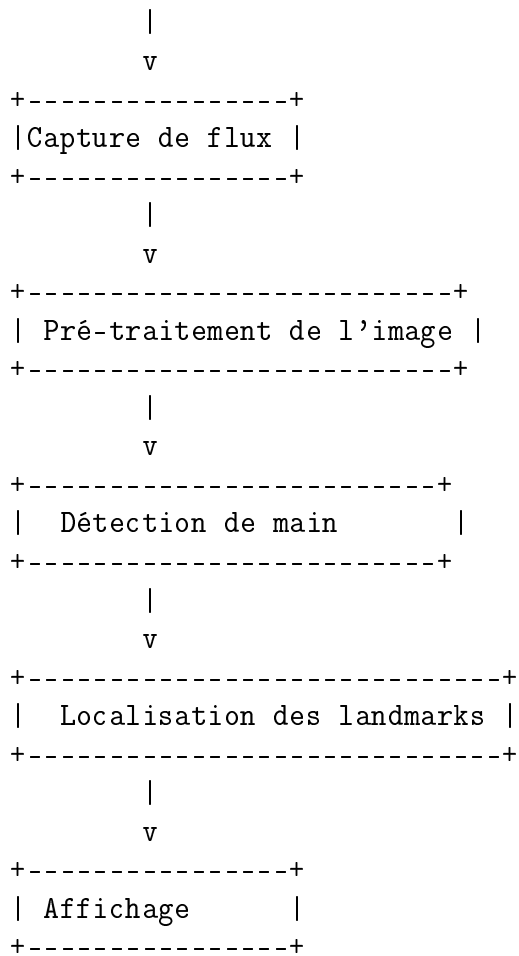 |
v
+----------------+
|Capture de flux |
+----------------+
|
v
+--------------------------+
| Pré-traitement de l'image |
+--------------------------+
|
v
+-------------------------+
|  Détection de main       |
+-------------------------+
|
v
+-----------------------------+
|  Localisation des landmarks |
+-----------------------------+
|
v
+----------------+
| Affichage      |
+----------------+